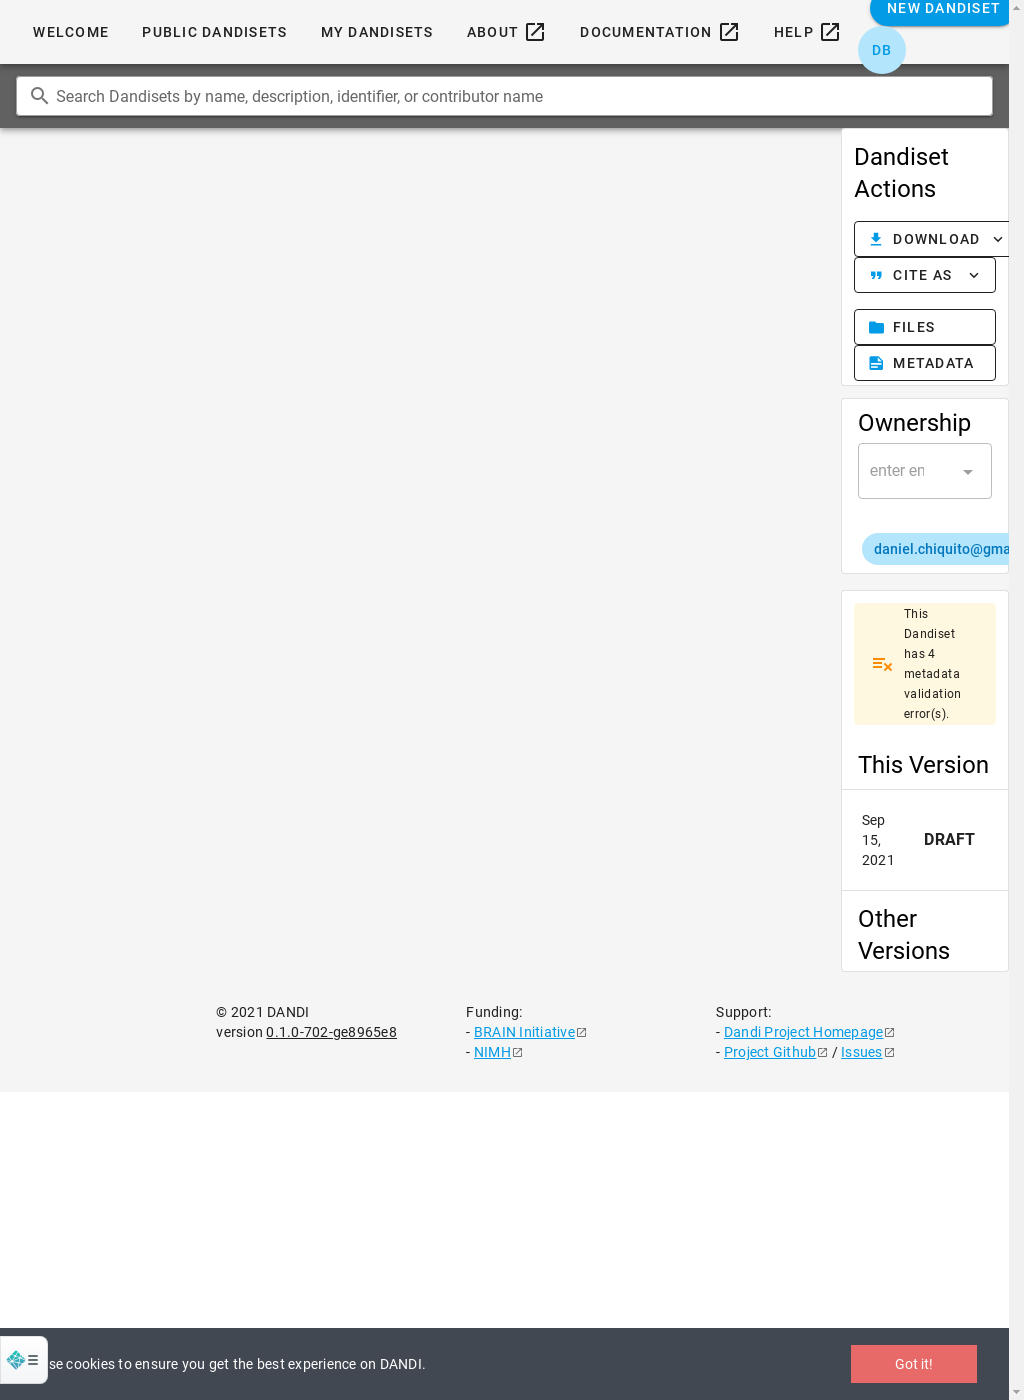 NEW DANDISET
WELCOME
PUBLIC DANDISETS
MY DANDISETS
ABOUT
DOCUMENTATION
HELP
DB
Search Dandisets by name, description, identifier, or contributor name
Dandiset
Actions
DOWNLOAD
CITE AS
FILES
METADATA
Ownership
enter en
daniel.chiquito@gma
This
Dandiset
has 4
metadata
validation
error(s).
This Version
Sep
15,
2021
DRAFT
Other
Versions
© 2021 DANDI
version 0.1.0-702-ge8965e8
Funding:
- BRAIN Initiative
- NIMH
Support:
- Dandi Project Homepage
- Project Github / Issues
se cookies to ensure you get the best experience on DANDI.
Got it!